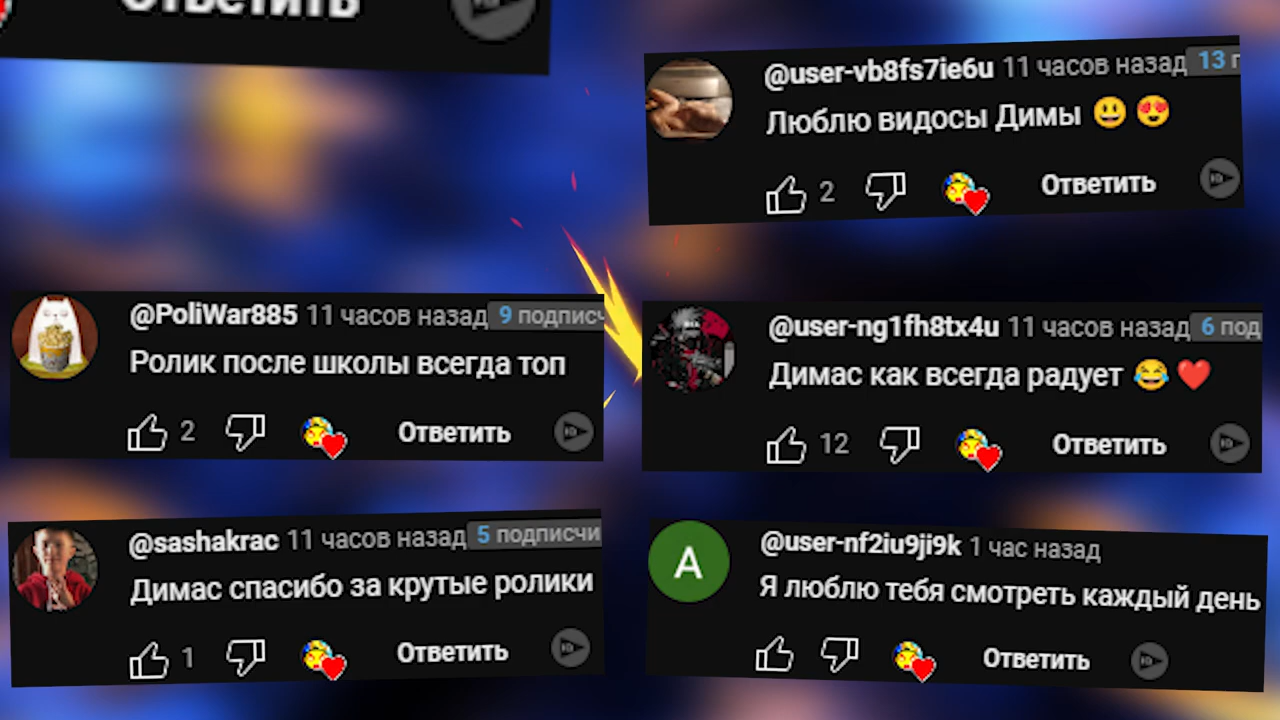 Ответить
@user-vb8fs7ie6u 11 часов назад 13
Люблю видосы Димы 😃 😍
2 Ответить
@PoliWar885 11 часов назад 9 подписч
Ролик после школы всегда топ
2 Ответить
@user-ng1fh8tx4u 11 часов назад 6 под
Димас как всегда радует 😂 ❤️
12 Ответить
@sashakrac 11 часов назад 5 подписчи
Димас спасибо за крутые ролики
1 Ответить
A
@user-nf2iu9ji9k 1 час назад
Я люблю тебя смотреть каждый день
Ответить